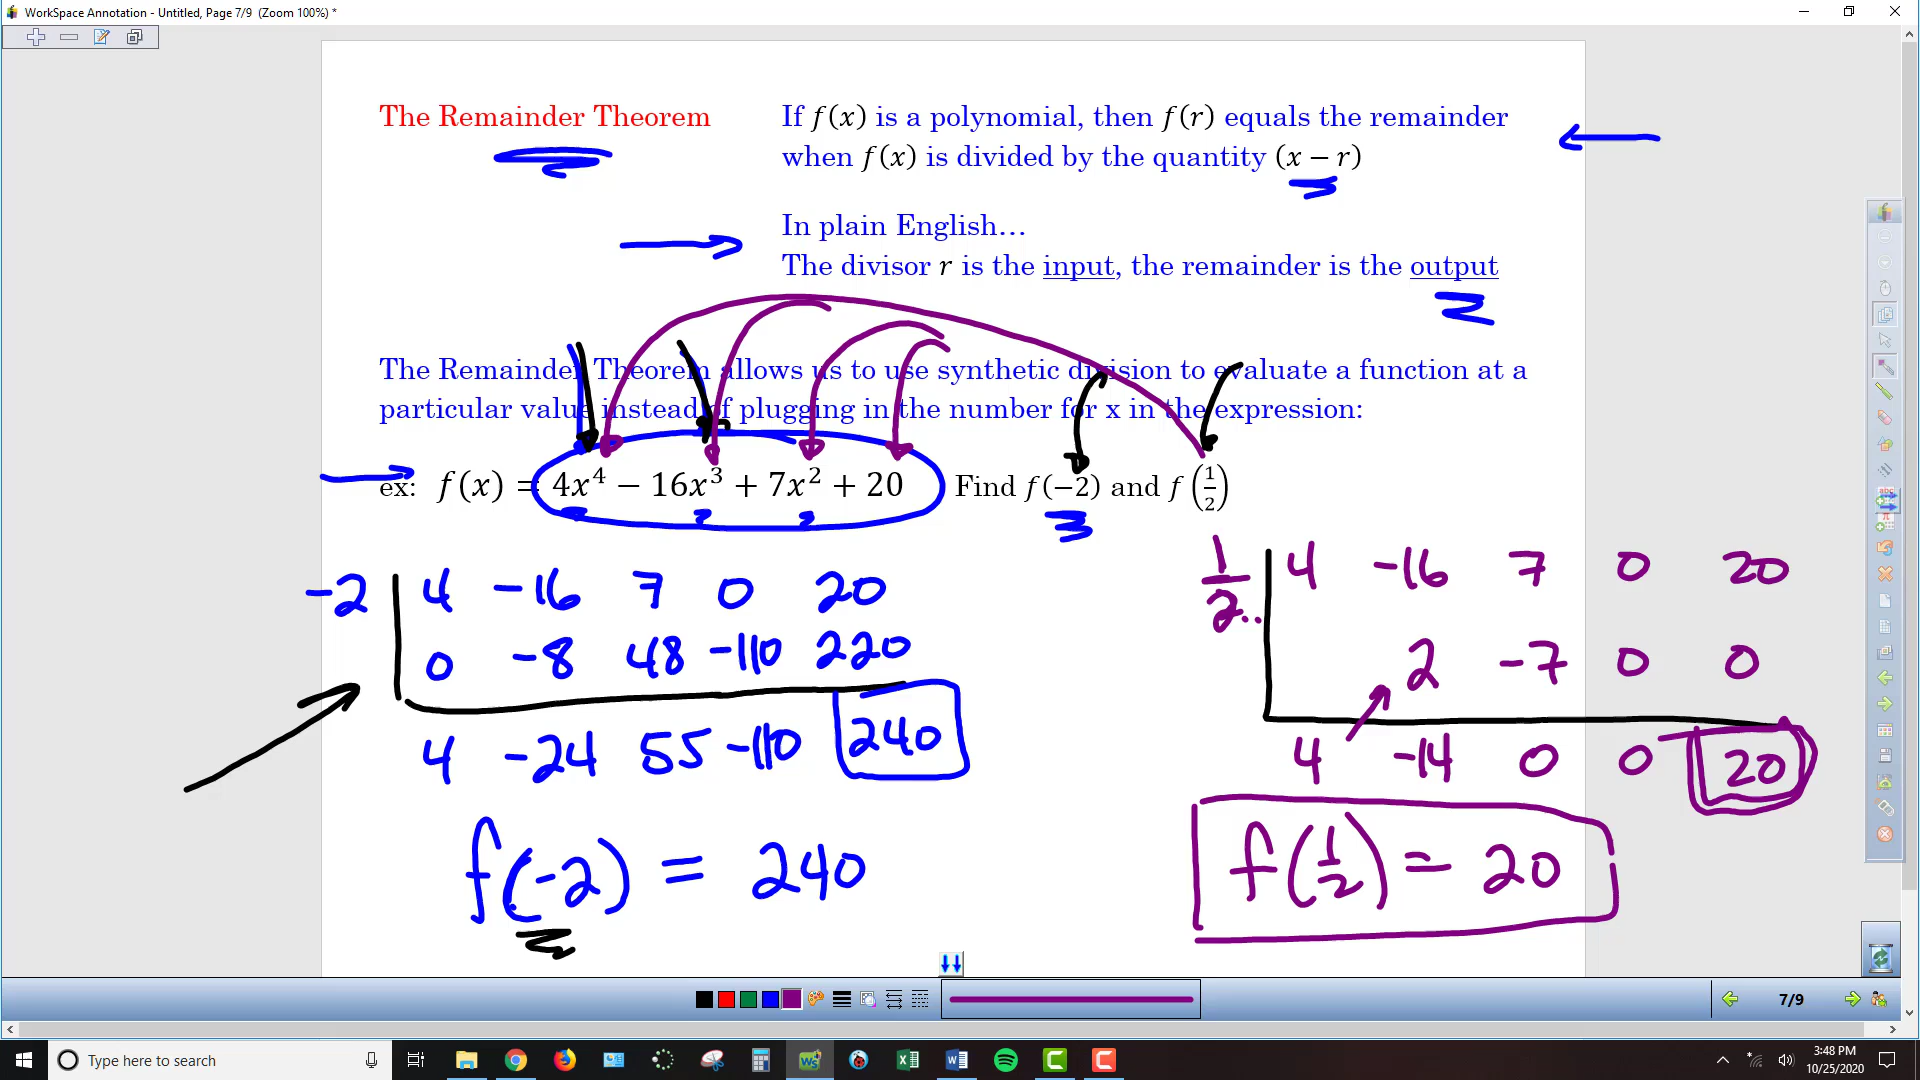 WorkSpace Annotation - Untitled, Page 7/9 (Zoom 100%) *
The Remainder Theorem
If f(x) is a polynomial, then f(r) equals the remainder
when f(x) is divided by the quantity (x − r)
In plain English…
The divisor r is the input, the remainder is the output
The Remainder Theorem allows us to use synthetic division to evaluate a function at a
particular value instead of plugging in the number for x in the expression:
ex: f(x) = 4x⁴ − 16x³ + 7x² + 20 Find f(−2) and f(1/2)
-2 4 -16 7 0 20
0 -8 48 -110 220
4 -24 55 -110 240
f(-2) = 240
1/2 4 -16 7 0 20
2 -7 0 0
4 -14 0 0 20
f(1/2) = 20
7/9
Type here to search
3:48 PM
10/25/2020